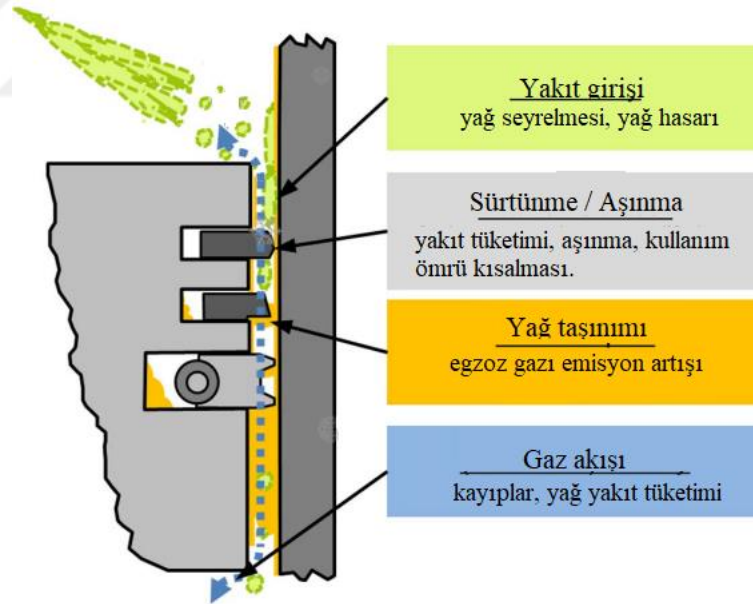 Yakıt girişi
yağ seyrelmesi, yağ hasarı
Sürtünme / Aşınma
yakıt tüketimi, aşınma, kullanım
ömrü kısalması.
Yağ taşınımı
egzoz gazı emisyon artışı
Gaz akışı
kayıplar, yağ yakıt tüketimi